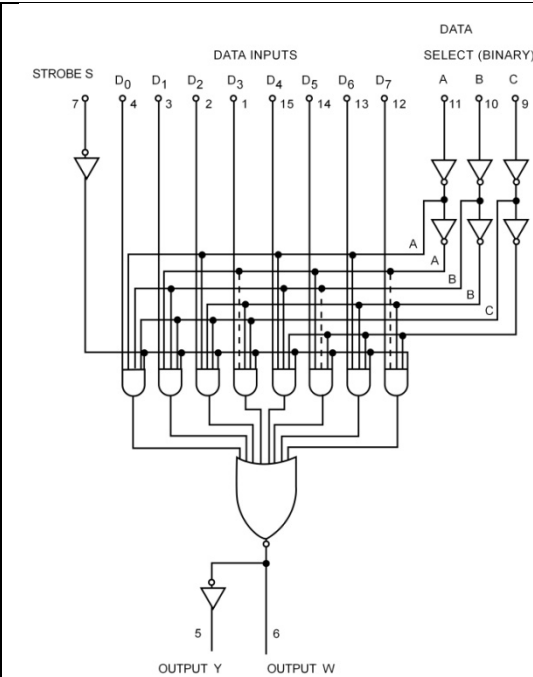 DATA
DATA INPUTS SELECT (BINARY)
STROBE S D0 D1 D2 D3 D4 D5 D6 D7 A B C
7 4 3 2 1 15 14 13 12 11 10 9
A
A
B
B
C
5 6
OUTPUT Y OUTPUT W